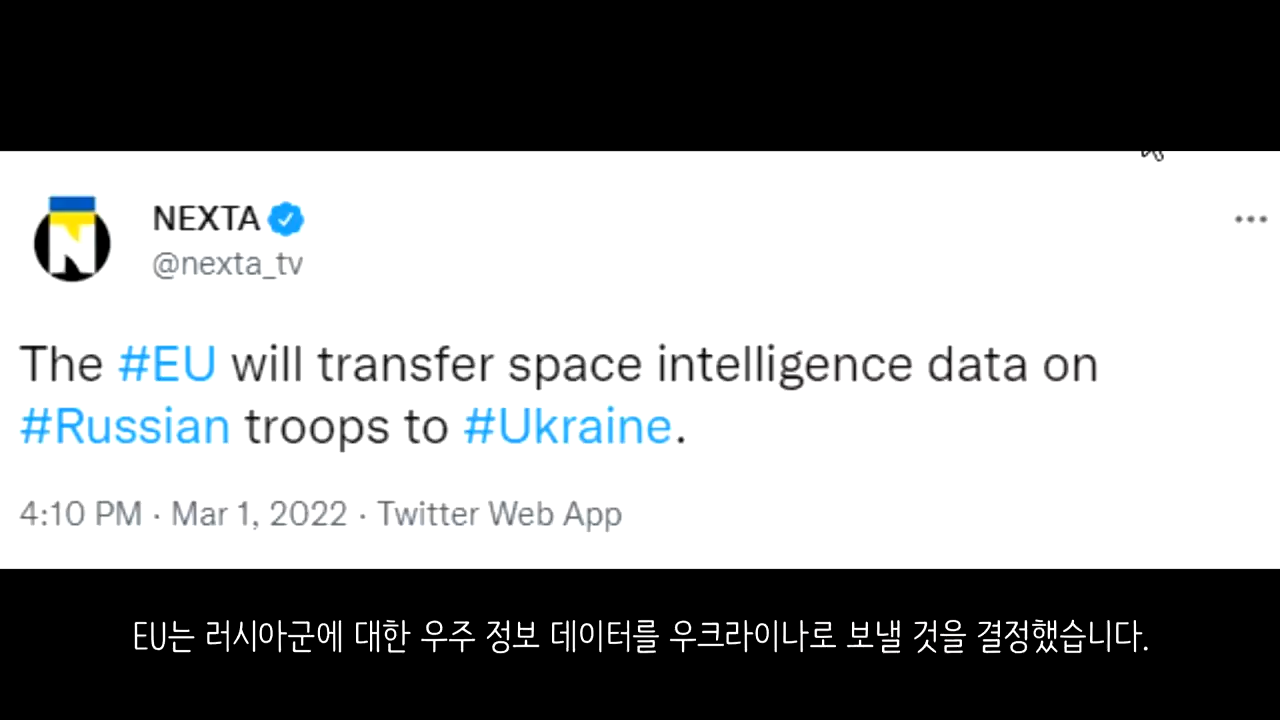 NEXTA
@nexta_tv
The #EU will transfer space intelligence data on
#Russian troops to #Ukraine.
4:10 PM · Mar 1, 2022 · Twitter Web App
EU는 러시아군에 대한 우주 정보 데이터를 우크라이나로 보낼 것을 결정했습니다.